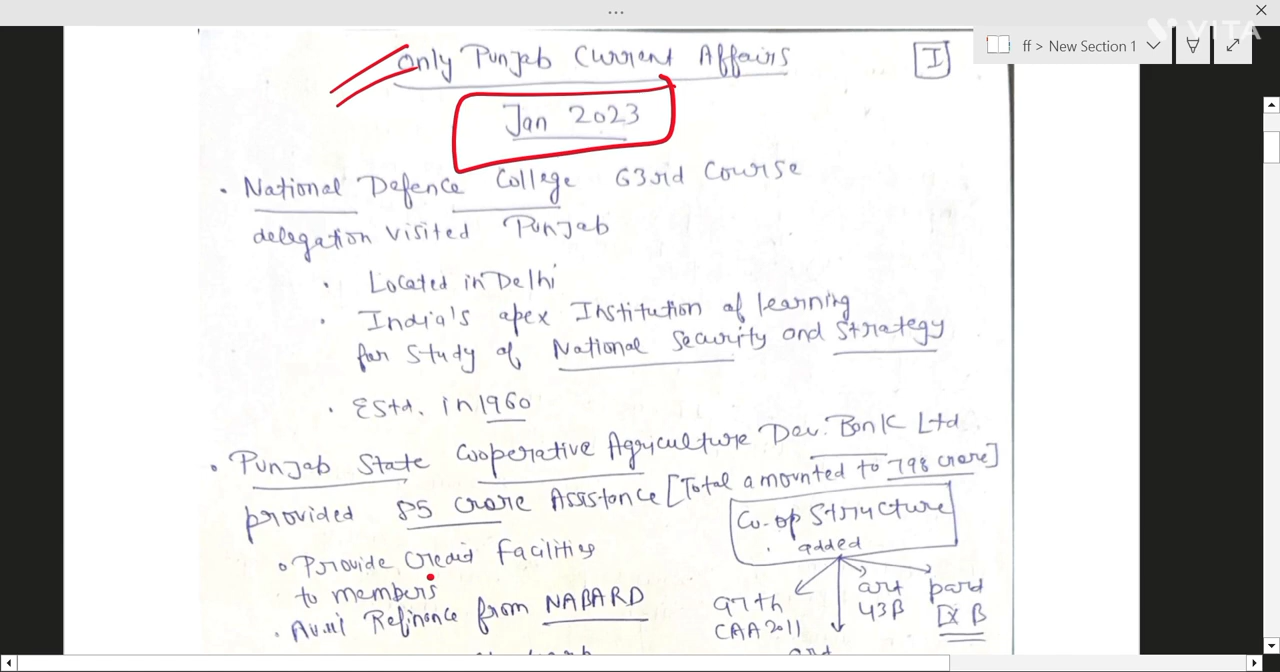 ...
VITA
ff > New Section 1
Only Punjab Current Affairs
I
Jan 2023
• National Defence College 63rd Course
delegation visited Punjab
• Located in Delhi
• India's apex Institution of learning
for study of National Security and Strategy
• Estd. in 1960
• Punjab State Cooperative Agriculture Dev. Bank Ltd
provided 85 crore Assistance [Total amounted to 798 crore]
Co-op Structure
added
• Provide Credit Facilities
to members
• Avail Refinance from NABARD
97th
CAA 2011
art
43B
part
IX B